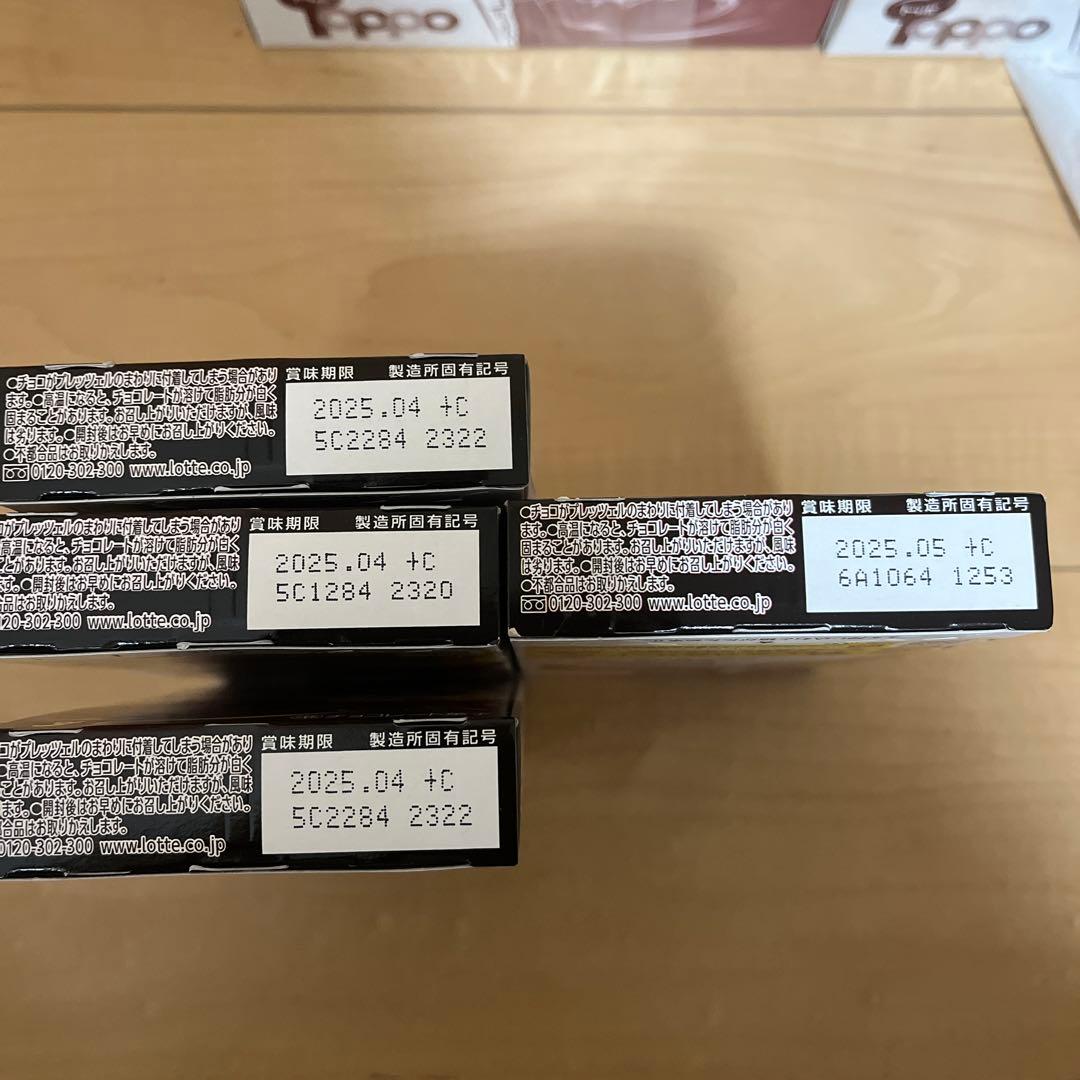 Toppo
Toppo
●チョコがプレッツェルのまわりに付着してしまう場合があり
ます。●高温になると、チョコレートが溶けて脂肪分が白く
固まることがあります。お召し上がりいただけますが、風味
は劣ります。●開封後はお早めにお召し上がりください。
●不都合品はお取りかえします。
0120-302-300 www.lotte.co.jp
賞味期限 製造所固有記号
2025.04 +C
5C2284 2322
コがプレッツェルのまわりに付着してしまう場合があり
高温になると、チョコレートが溶けて脂肪分が白く
ことがあります。お召し上がりいただけますが、風味
ます。●開封後はお早めにお召し上がりください。
合品はお取りかえします。
0120-302-300 www.lotte.co.jp
賞味期限 製造所固有記号
2025.04 +C
5C1284 2320
●チョコがプレッツェルのまわりに付着してしまう場合があり
ます。●高温になると、チョコレートが溶けて脂肪分が白く
固まることがあります。お召し上がりいただけますが、風味
は劣ります。●開封後はお早めにお召し上がりください。
●不都合品はお取りかえします。
0120-302-300 www.lotte.co.jp
賞味期限 製造所固有記号
2025.05 +C
6A1064 1253
コがプレッツェルのまわりに付着してしまう場合があり
●高温になると、チョコレートが溶けて脂肪分が白く
ことがあります。お召し上がりいただけますが、風味
ます。●開封後はお早めにお召し上がりください。
合品はお取りかえします。
0120-302-300 www.lotte.co.jp
賞味期限 製造所固有記号
2025.04 +C
5C2284 2322